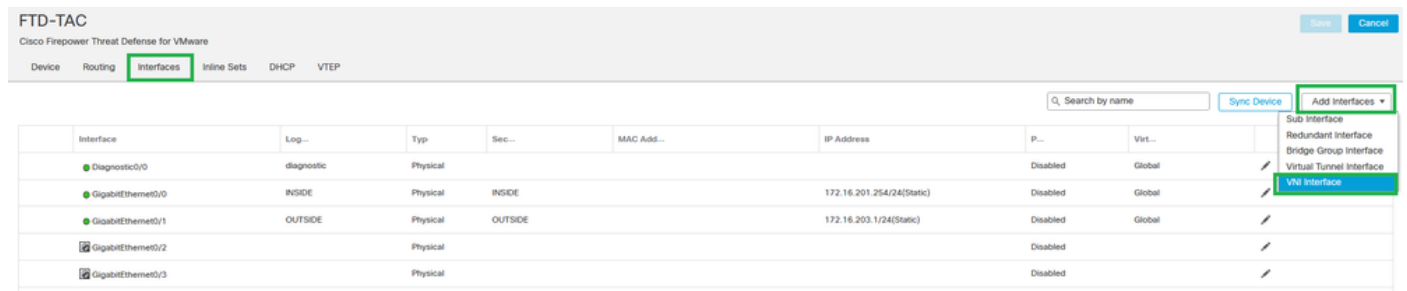 FTD-TAC
Save Cancel
Cisco Firepower Threat Defense for VMware
Device Routing Interfaces Inline Sets DHCP VTEP
Search by name Sync Device Add Interfaces
Sub Interface
Redundant Interface
Bridge Group Interface
Virtual Tunnel Interface
VNI Interface
Interface Log... Typ Sec... MAC Add... IP Address P... Virt...
Diagnostic0/0 diagnostic Physical Disabled Global
GigabitEthernet0/0 INSIDE Physical INSIDE 172.16.201.254/24(Static) Disabled Global
GigabitEthernet0/1 OUTSIDE Physical OUTSIDE 172.16.203.1/24(Static) Disabled Global
GigabitEthernet0/2 Physical Disabled
GigabitEthernet0/3 Physical Disabled